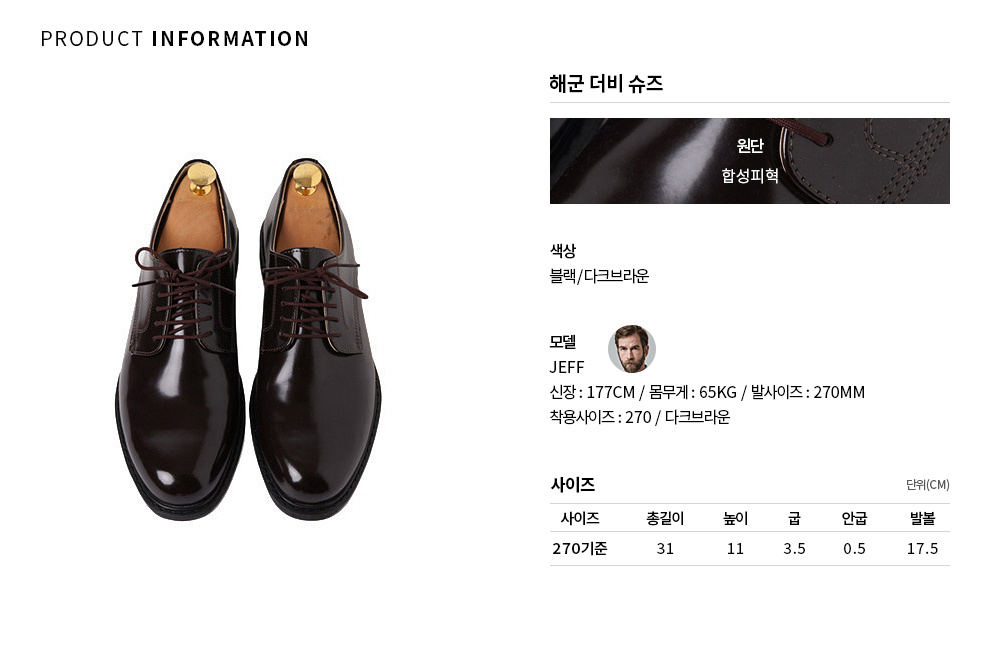 PRODUCT INFORMATION
해군 더비 슈즈
원단
합성피혁
색상
블랙/다크브라운
모델
JEFF
신장 : 177CM / 몸무게 : 65KG / 발사이즈 : 270MM
착용사이즈 : 270 / 다크브라운
사이즈 단위(CM)
사이즈 총길이 높이 굽 안굽 발볼
270기준 31 11 3.5 0.5 17.5